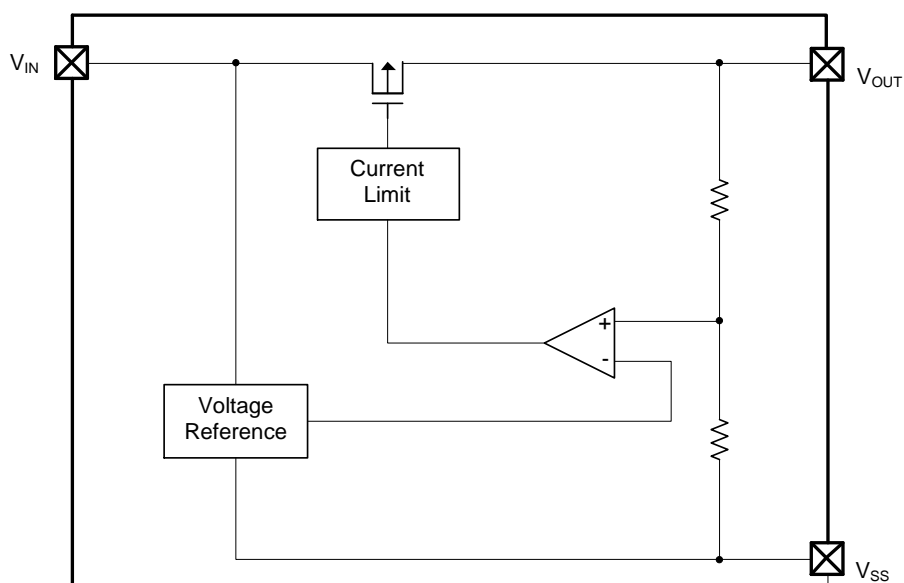 VIN
VOUT
Current
Limit
+
-
Voltage
Reference
VSS